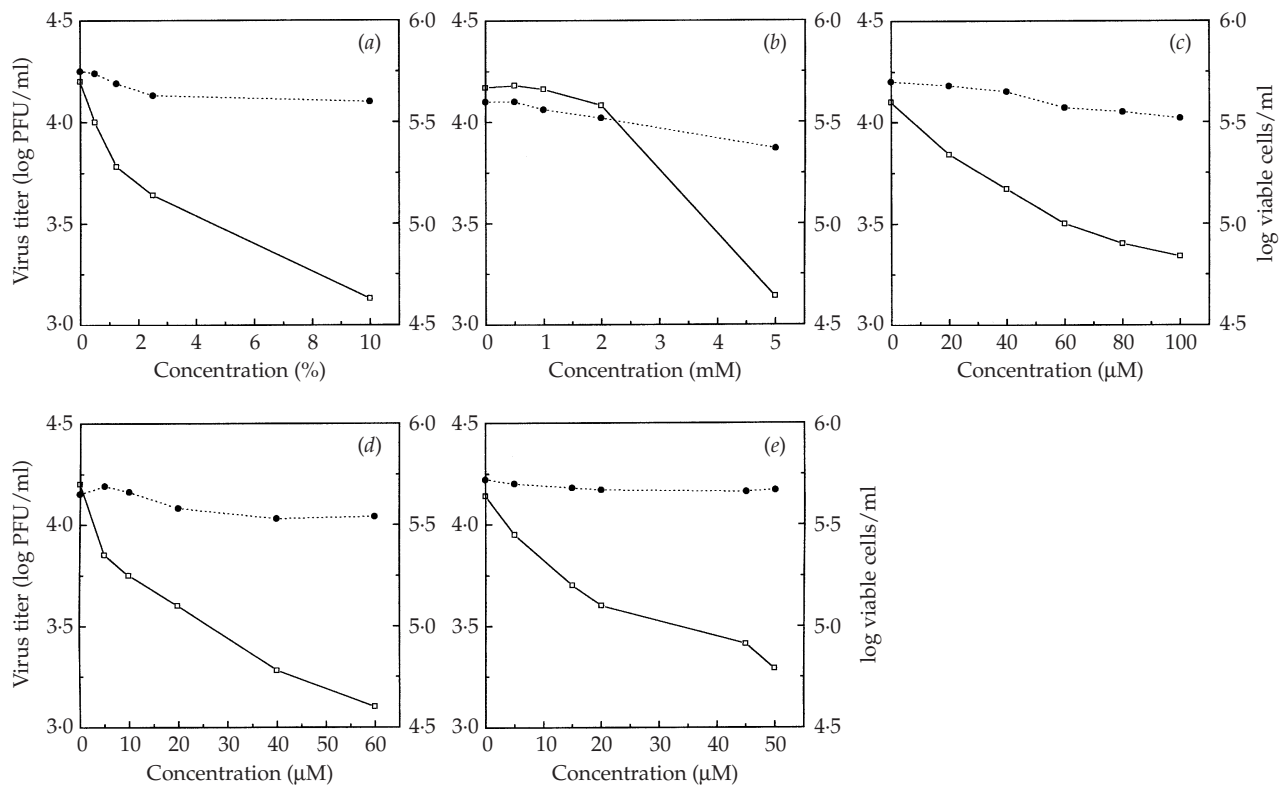 (a)
4·5
4·0
3·5
3·0
Virus titer (log PFU/ml)
6·0
5·5
5·0
4·5
0 2 4 6 8 10
Concentration (%)
(b)
4·5
4·0
3·5
3·0
6·0
5·5
5·0
4·5
0 1 2 3 4 5
Concentration (mM)
(c)
4·5
4·0
3·5
3·0
6·0
5·5
5·0
4·5
log viable cells/ml
0 20 40 60 80 100
Concentration (μM)
(d)
4·5
4·0
3·5
3·0
Virus titer (log PFU/ml)
6·0
5·5
5·0
4·5
0 10 20 30 40 50 60
Concentration (μM)
(e)
4·5
4·0
3·5
3·0
6·0
5·5
5·0
4·5
log viable cells/ml
0 10 20 30 40 50
Concentration (μM)